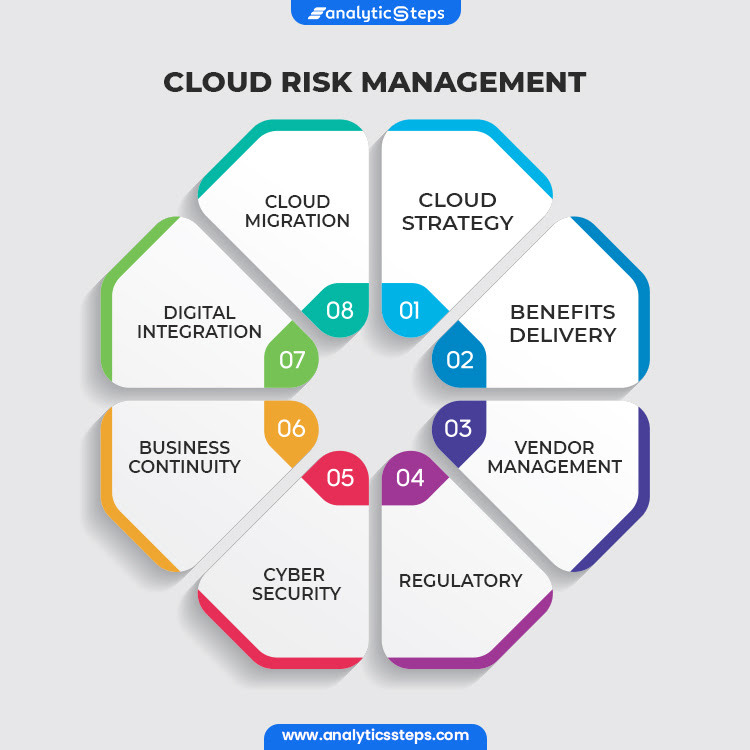 analyticSteps
CLOUD RISK MANAGEMENT
CLOUD
STRATEGY
01
BENEFITS
DELIVERY
02
03
VENDOR
MANAGEMENT
04
REGULATORY
05
CYBER
SECURITY
06
BUSINESS
CONTINUITY
DIGITAL
INTEGRATION
07
CLOUD
MIGRATION
08
www.analyticssteps.com